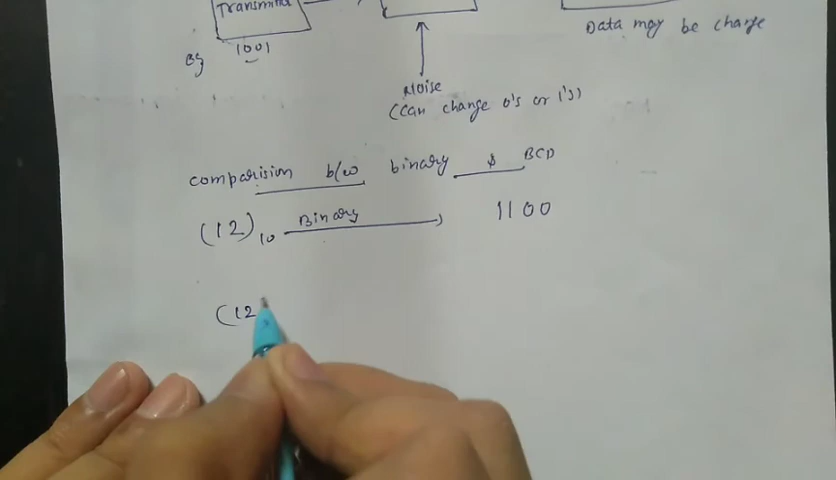 Transmitted
Data may be change
Eg 1001
Noise
(can change 0's or 1's)
comparision b/w binary & BCD
(12)10 Binary 1100
(12